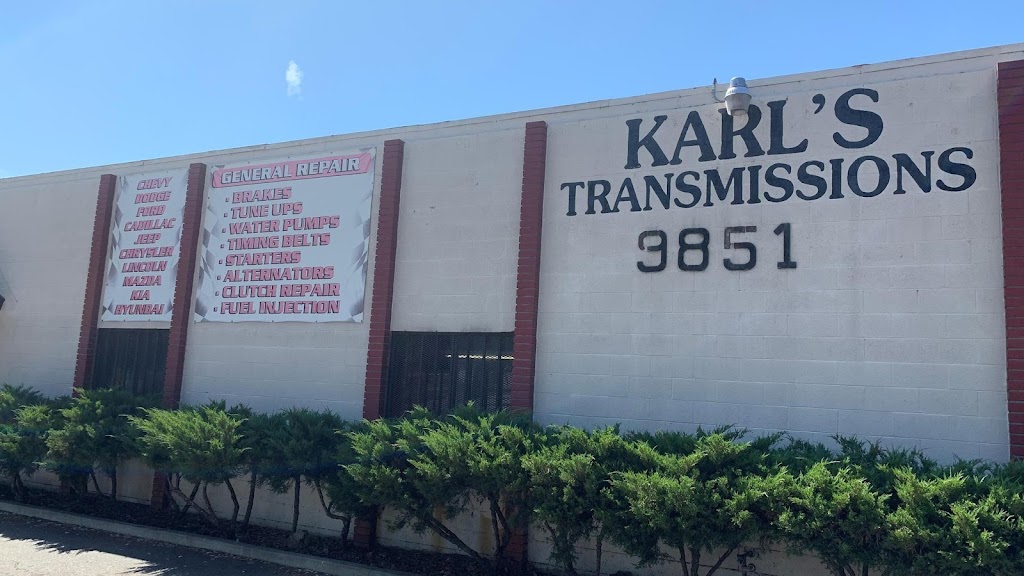 CHEVY
DODGE
FORD
CADILLAC
JEEP
CHRYSLER
LINCOLN
MAZDA
KIA
HYUNDAI
GENERAL REPAIR
• BRAKES
• TUNE UPS
• WATER PUMPS
• TIMING BELTS
• STARTERS
• ALTERNATORS
• CLUTCH REPAIR
• FUEL INJECTION
KARL'S
TRANSMISSIONS
9851